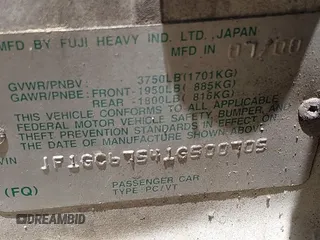 MFD. BY FUJI HEAVY IND. LTD., JAPAN
MFD IN 07/00
GVWR/PNBV 3750LB(1701KG)
GAWR/PNBE: FRONT-1950LB( 885KG)
REAR -1800LB( 816KG)
THIS VEHICLE CONFORMS TO ALL APPLICABLE
FEDERAL MOTOR VEHICLE SAFETY, BUMPER AND
THEFT PREVENTION STANDARDS IN EFFECT ON
THE DATE OF MANUFACTURE SHOWN ABOVE.
VIN
(FQ) PASSENGER CAR
TYPE PC/VT
DREAMBID